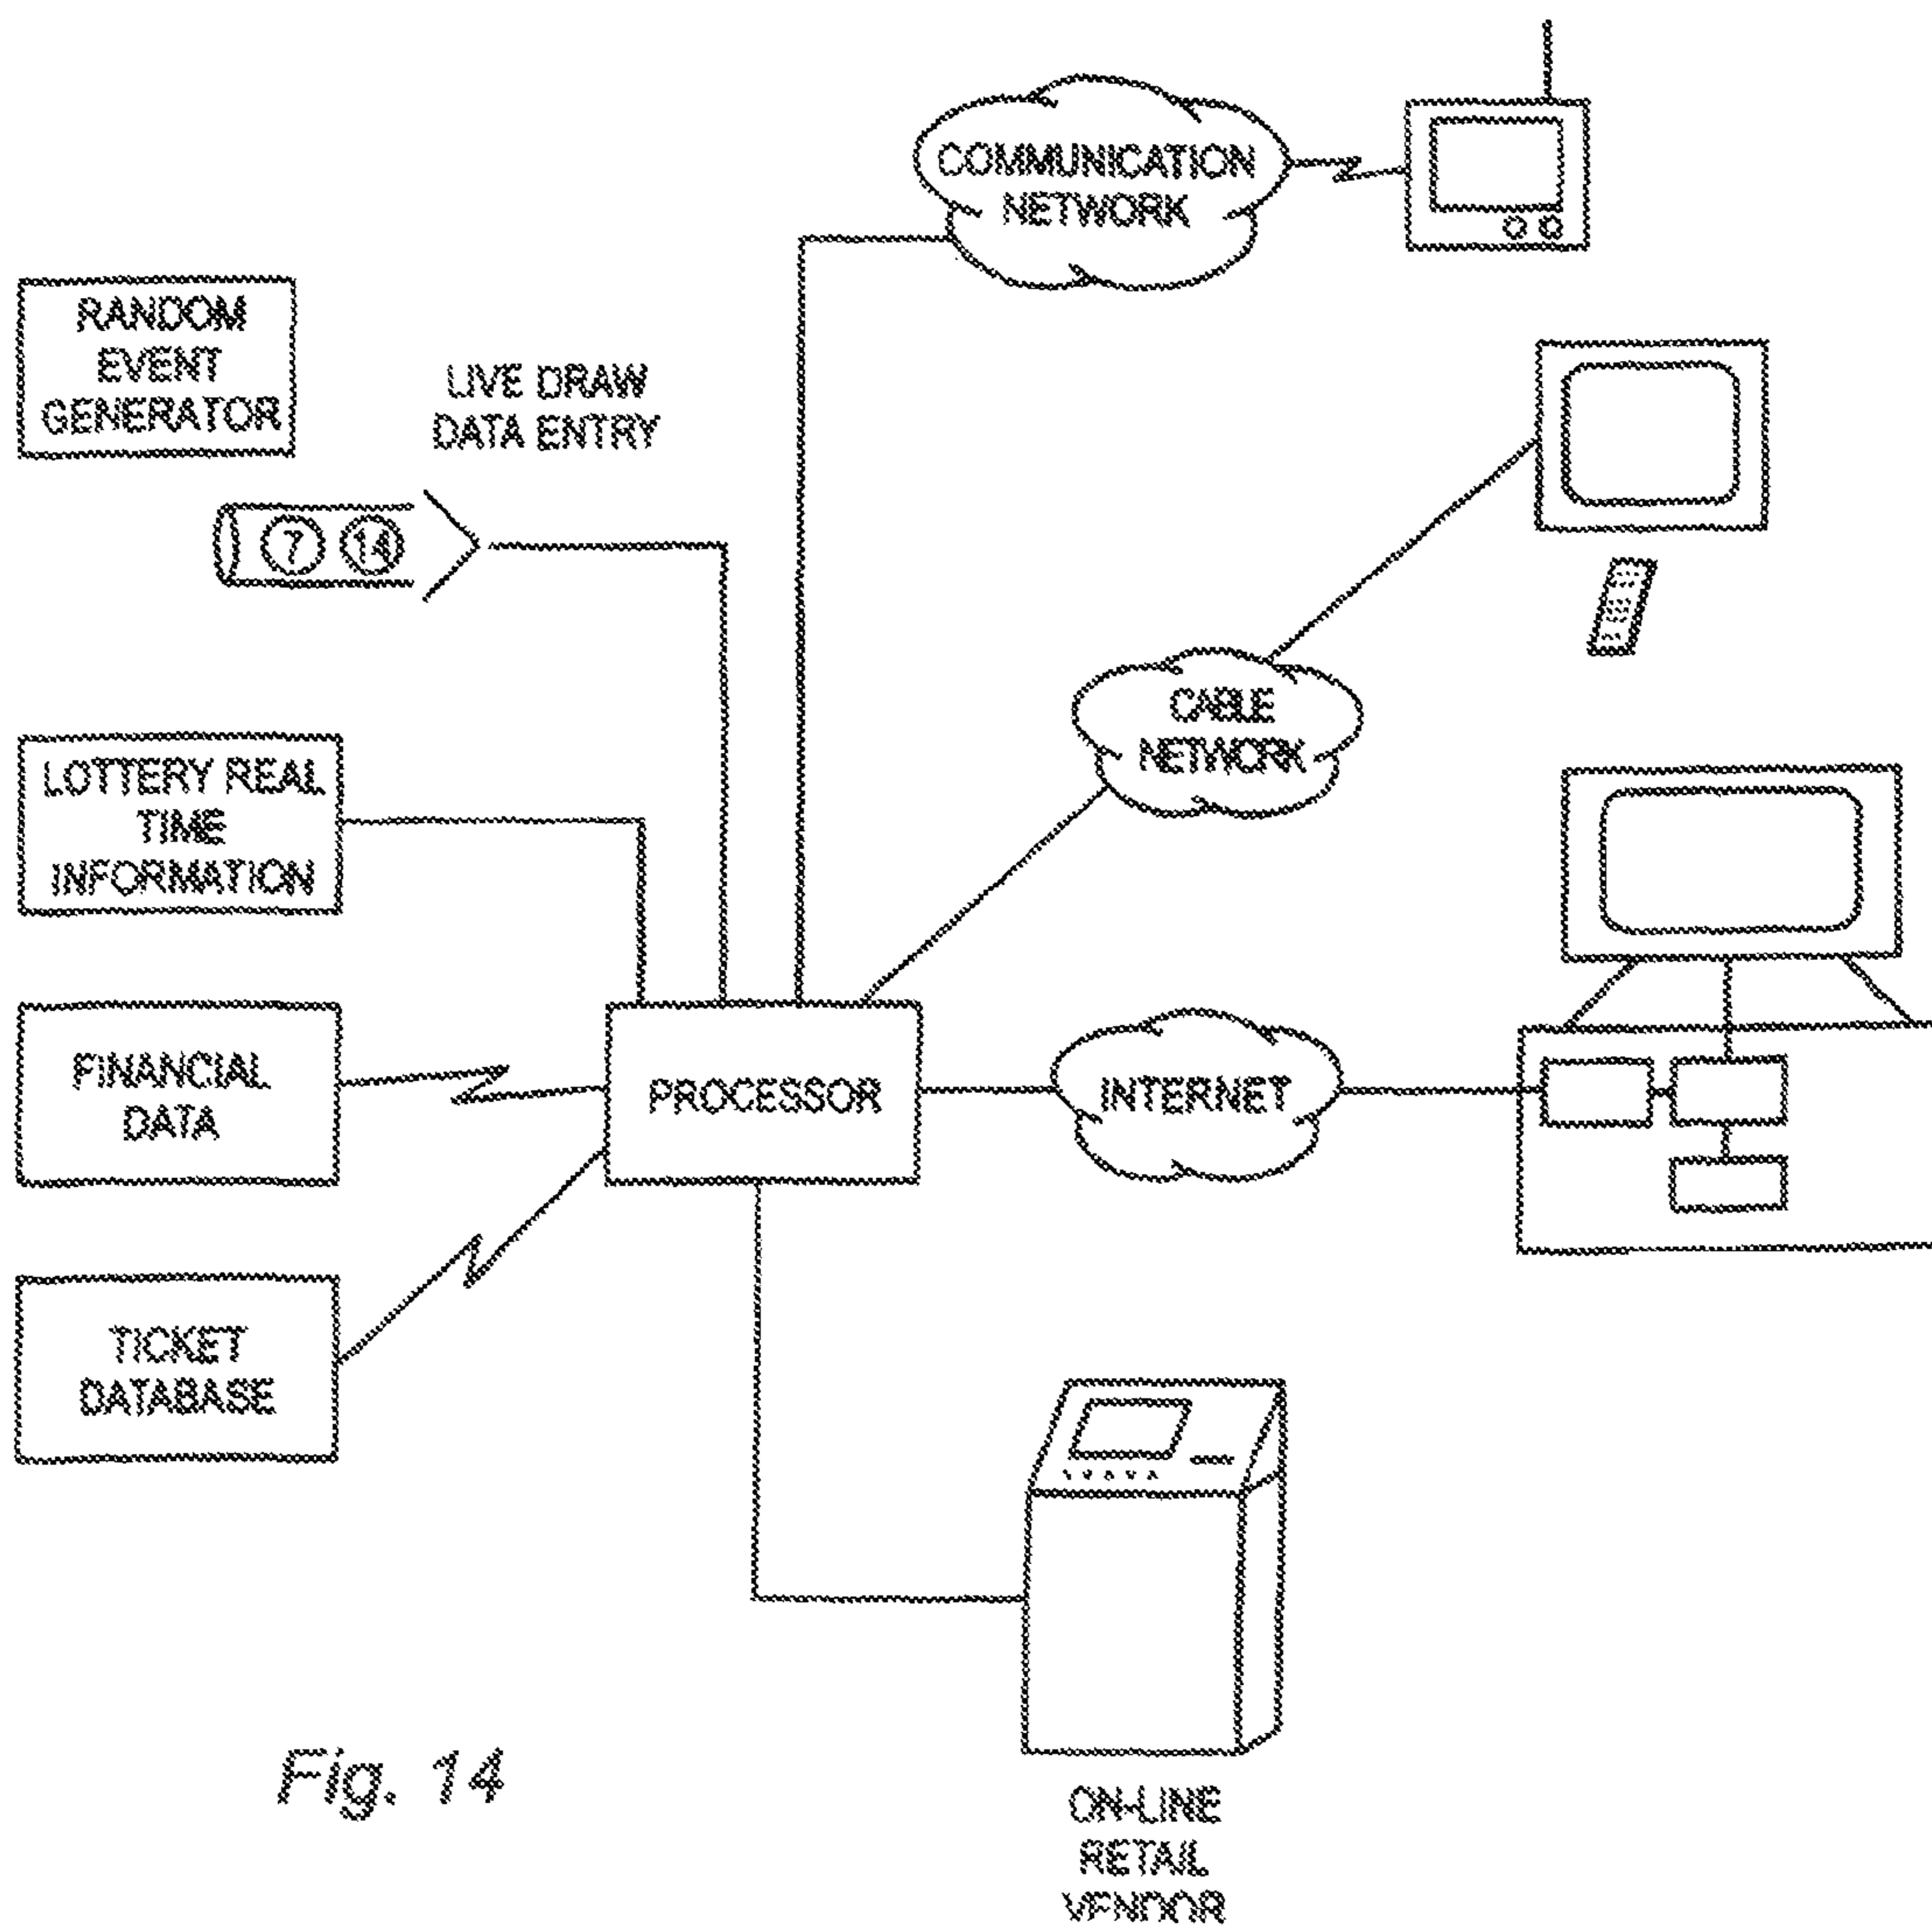 COMMUNICATION
NETWORK
RANDOM
EVENT
GENERATOR
LIVE DRAW
DATA ENTRY
7 14
CABLE
NETWORK
LOTTERY REAL
TIME
INFORMATION
FINANCIAL
DATA
PROCESSOR
INTERNET
TICKET
DATABASE
Fig. 14
ON-LINE
RETAIL
VENDOR